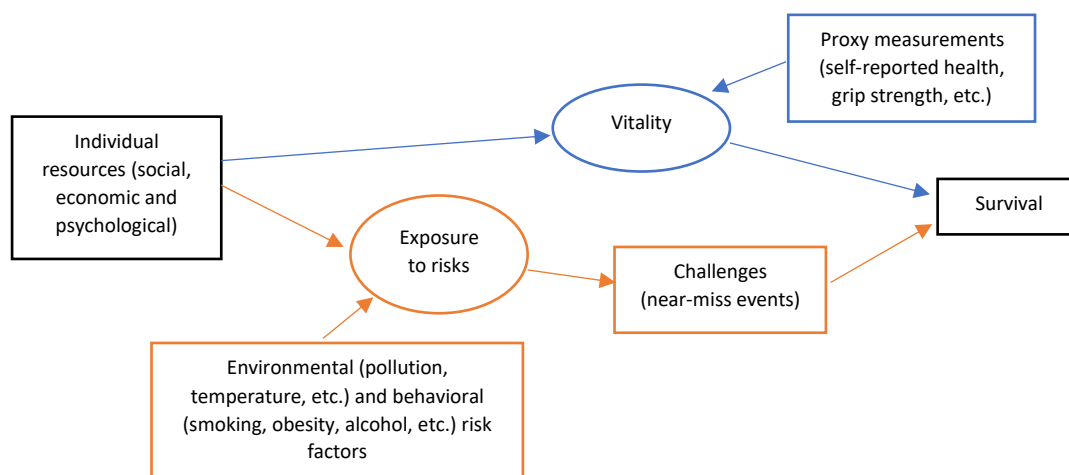 Proxy measurements
(self-reported health,
grip strength, etc.)
Vitality
Individual
resources (social,
economic and
psychological)
Survival
Exposure
to risks
Challenges
(near-miss events)
Environmental (pollution,
temperature, etc.) and behavioral
(smoking, obesity, alcohol, etc.) risk
factors